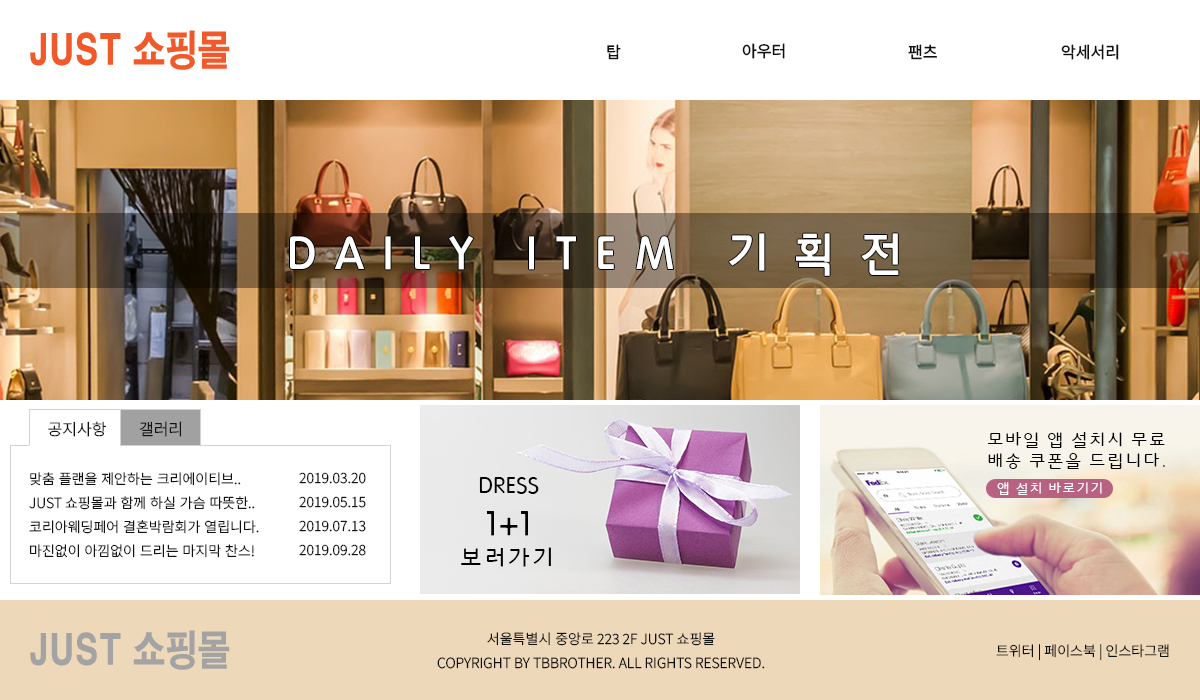 JUST 쇼핑몰
탑 아우터 팬츠 악세서리
DAILY ITEM 기획전
공지사항 갤러리
맞춤 플랜을 제안하는 크리에이티브.. 2019.03.20
JUST 쇼핑몰과 함께 하실 가슴 따뜻한.. 2019.05.15
코리아웨딩페어 결혼박람회가 열립니다. 2019.07.13
마진없이 아낌없이 드리는 마지막 찬스! 2019.09.28
DRESS
1+1
보러가기
모바일 앱 설치시 무료
배송 쿠폰을 드립니다.
앱 설치 바로기기
FedEx
JUST 쇼핑몰
서울특별시 중앙로 223 2F JUST 쇼핑몰
COPYRIGHT BY TBBROTHER. ALL RIGHTS RESERVED.
트위터 | 페이스북 | 인스타그램